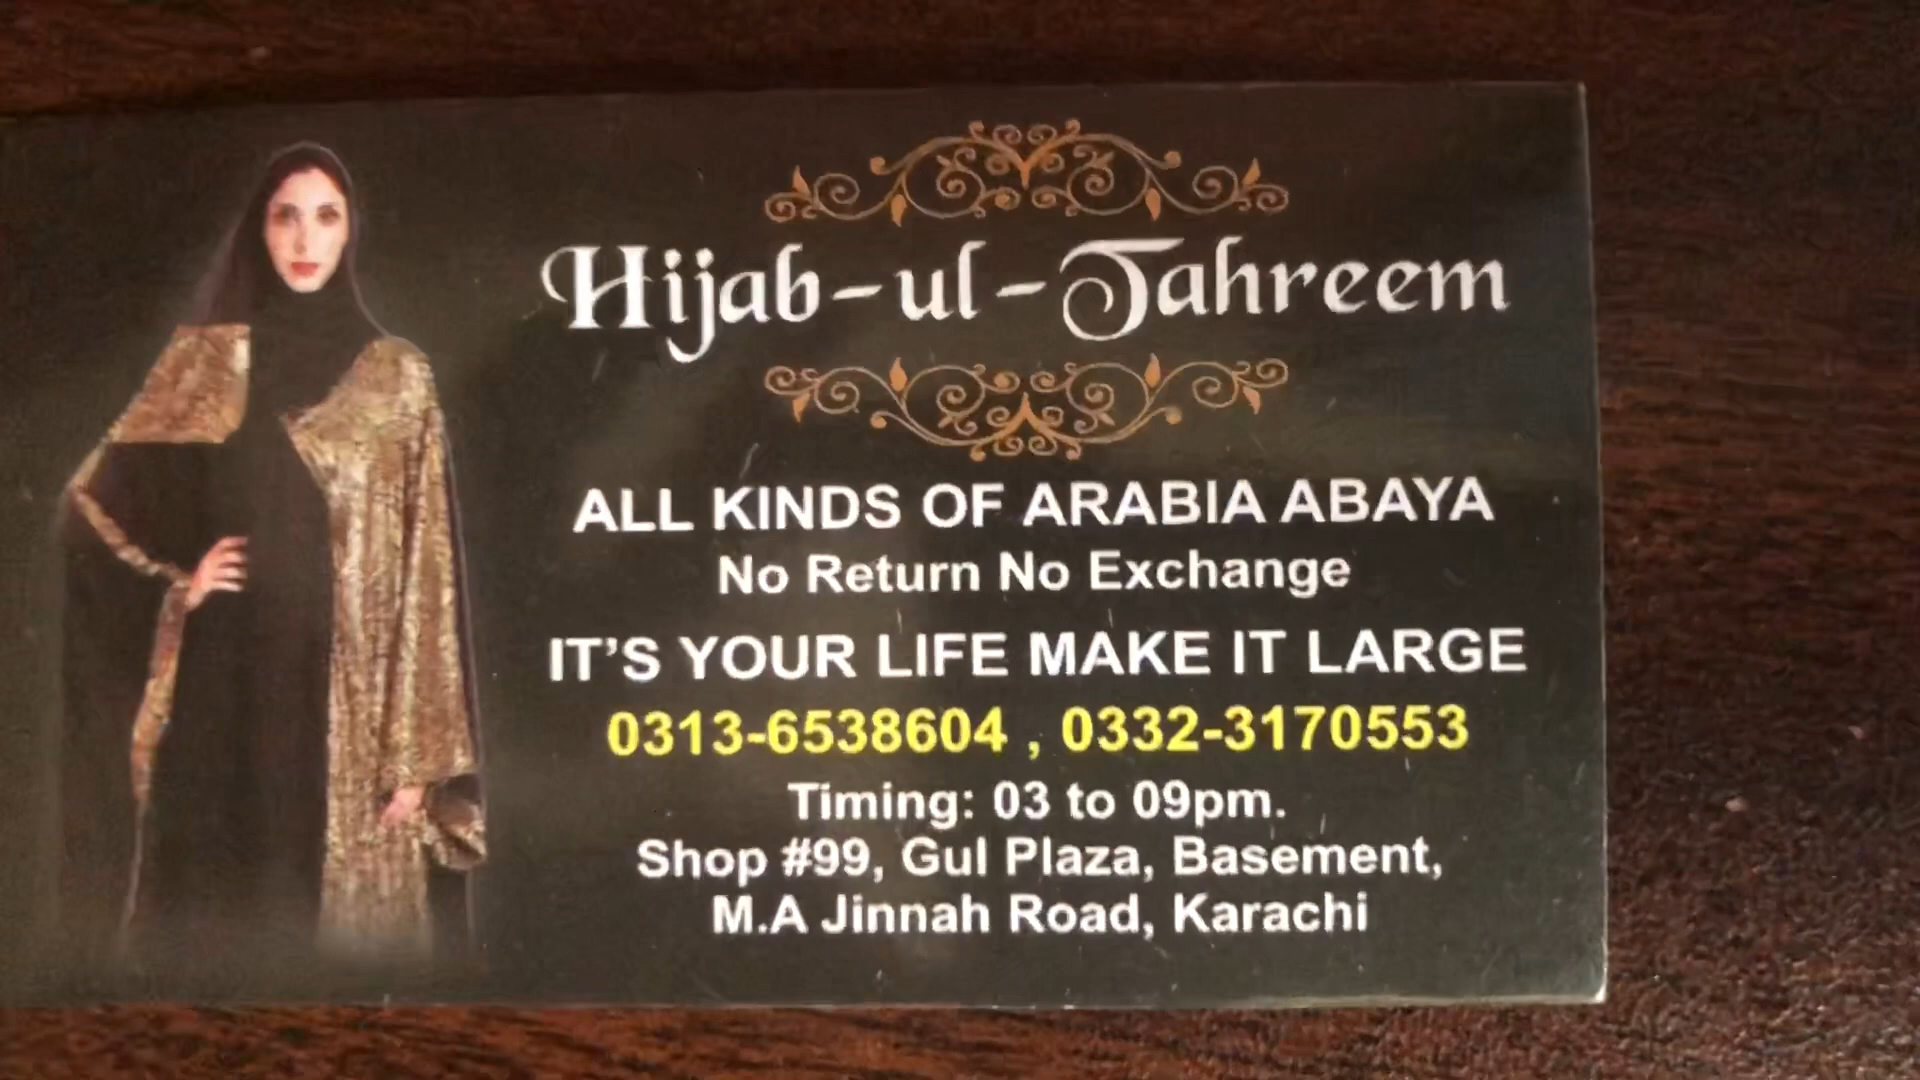 Hijab-ul-Tahreem
ALL KINDS OF ARABIA ABAYA
No Return No Exchange
IT'S YOUR LIFE MAKE IT LARGE
0313-6538604 , 0332-3170553
Timing: 03 to 09pm.
Shop #99, Gul Plaza, Basement,
M.A Jinnah Road, Karachi